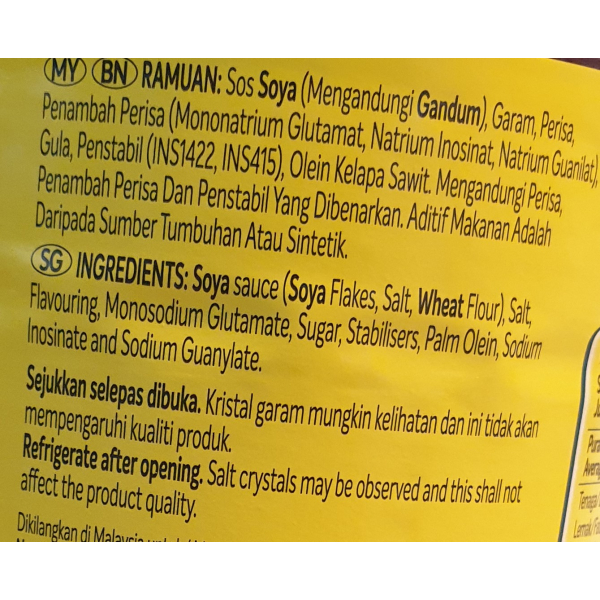 MY BN RAMUAN: Sos Soya (Mengandungi Gandum), Garam, Perisa,
Penambah Perisa (Mononatrium Glutamat, Natrium Inosinat, Natrium Guanilat),
Gula, Penstabil (INS1422, INS415), Olein Kelapa Sawit. Mengandungi Perisa,
Penambah Perisa Dan Penstabil Yang Dibenarkan. Aditif Makanan Adalah
Daripada Sumber Tumbuhan Atau Sintetik.
SG INGREDIENTS: Soya sauce (Soya Flakes, Salt, Wheat Flour), Salt,
Flavouring, Monosodium Glutamate, Sugar, Stabilisers, Palm Olein, Sodium
Inosinate and Sodium Guanylate.
Sejukkan selepas dibuka. Kristal garam mungkin kelihatan dan ini tidak akan
mempengaruhi kualiti produk.
Refrigerate after opening. Salt crystals may be observed and this shall not
affect the product quality.
Dikilangkan di Malaysia